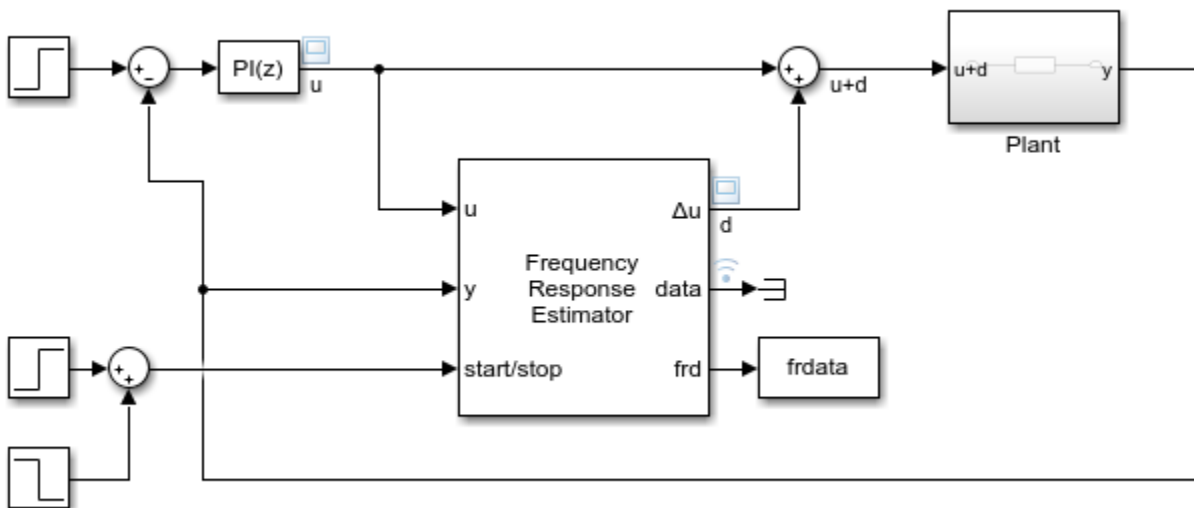 PI(z)
u
u+d
u+d
y
Plant
u
Δu
d
Frequency
Response
Estimator
y
data
start/stop
frd
frdata